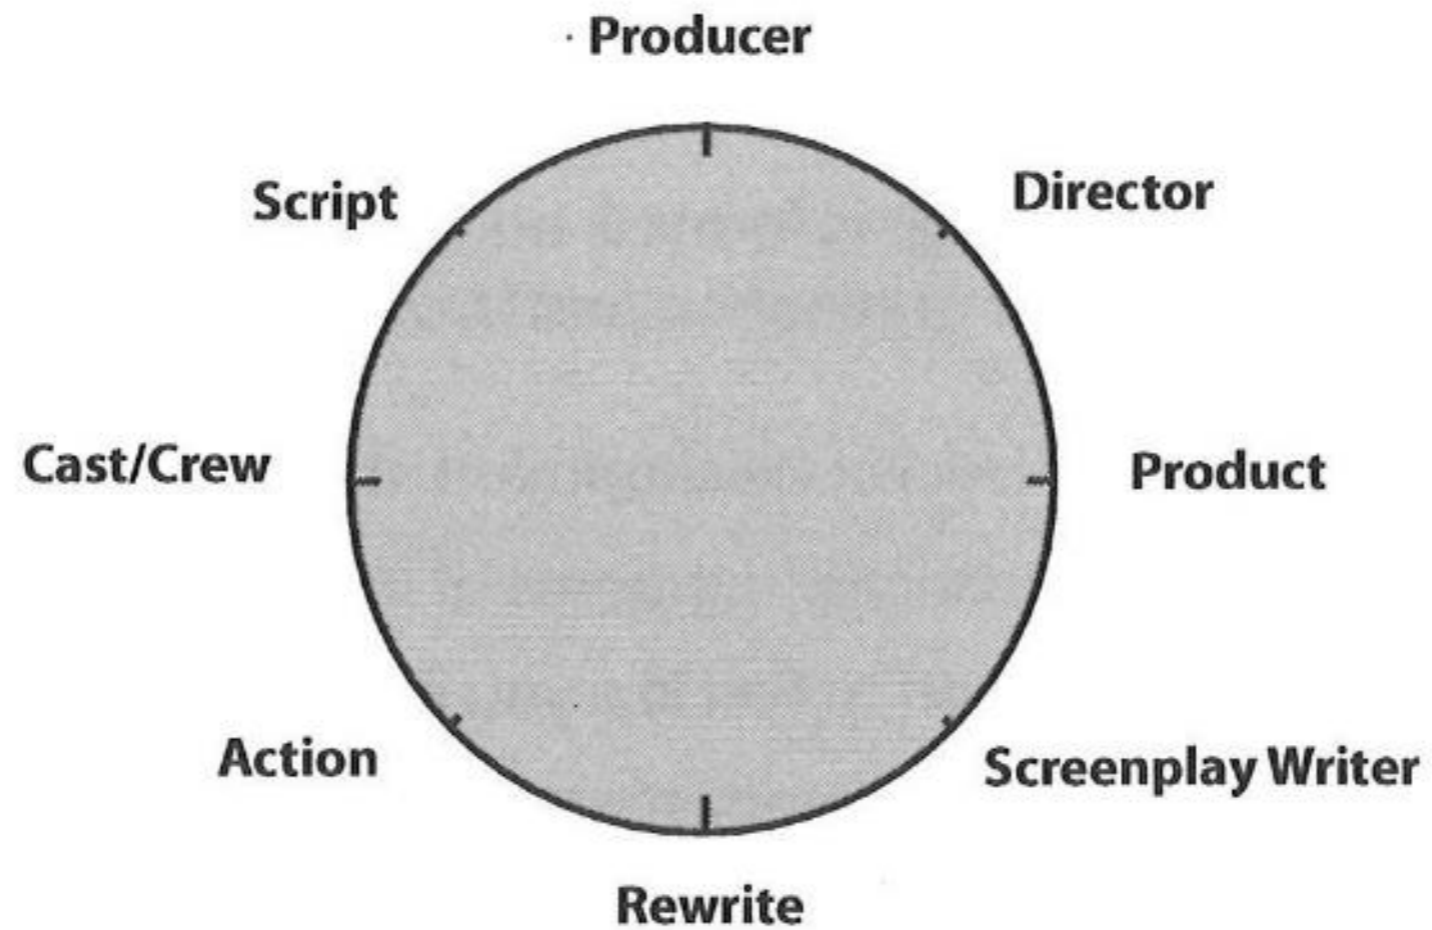 Producer
Script
Director
Cast/Crew
Product
Action
Screenplay Writer
Rewrite